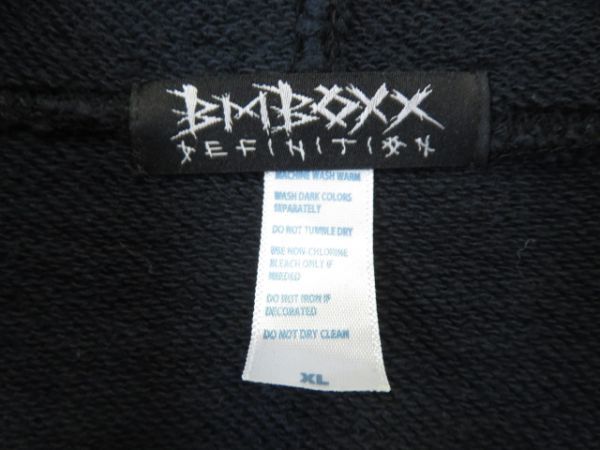 BMBOXX
DEFINITION
MACHINE WASH WARM
WASH DARK COLORS
SEPARATELY
DO NOT TUMBLE DRY
USE NON-CHLORINE
BLEACH ONLY IF
NEEDED
DO NOT IRON IF
DECORATED
DO NOT DRY CLEAN
XL